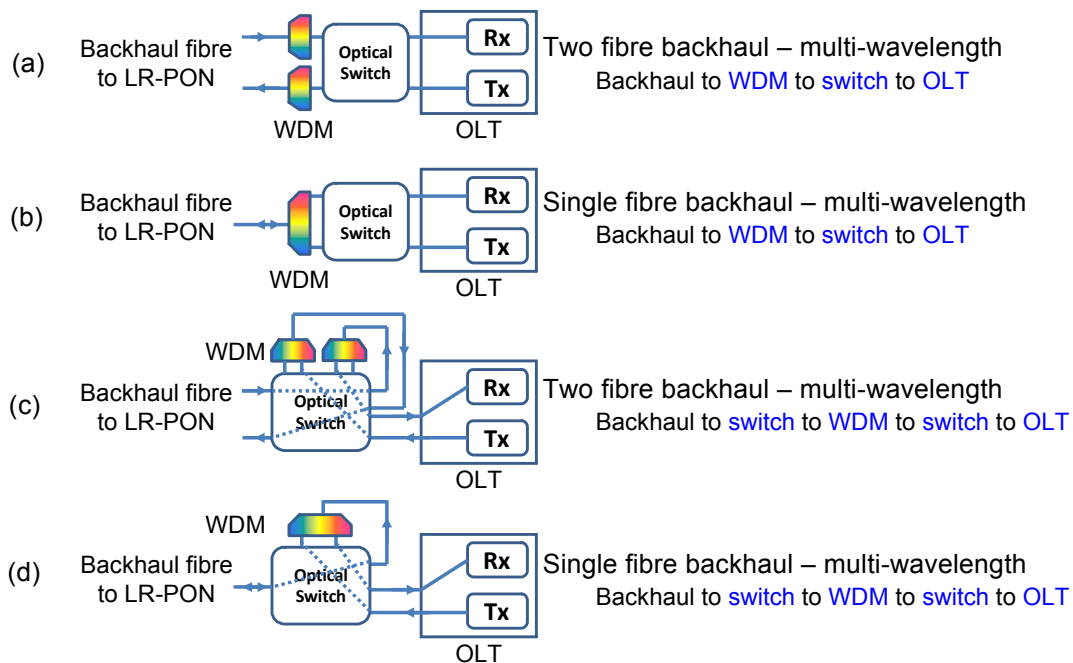 (a)
Backhaul fibre
to LR-PON
WDM
Optical
Switch
Rx
Tx
OLT
Two fibre backhaul – multi-wavelength
Backhaul to WDM to switch to OLT
(b)
Backhaul fibre
to LR-PON
WDM
Optical
Switch
Rx
Tx
OLT
Single fibre backhaul – multi-wavelength
Backhaul to WDM to switch to OLT
(c)
WDM
Backhaul fibre
to LR-PON
Optical
Switch
Rx
Tx
OLT
Two fibre backhaul – multi-wavelength
Backhaul to switch to WDM to switch to OLT
(d)
WDM
Backhaul fibre
to LR-PON
Optical
Switch
Rx
Tx
OLT
Single fibre backhaul – multi-wavelength
Backhaul to switch to WDM to switch to OLT